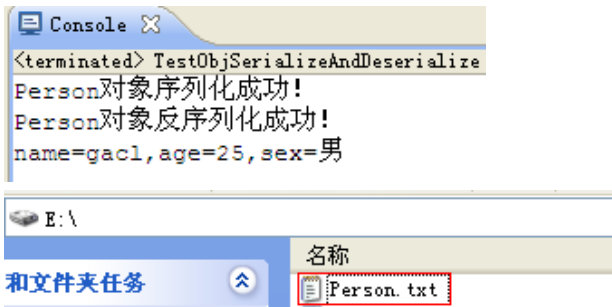 Console
<terminated> TestObjSerializeAndDeserialize
Person对象序列化成功!
Person对象反序列化成功!
name=gacl,age=25,sex=男
E:\
名称
和文件夹任务
Person.txt